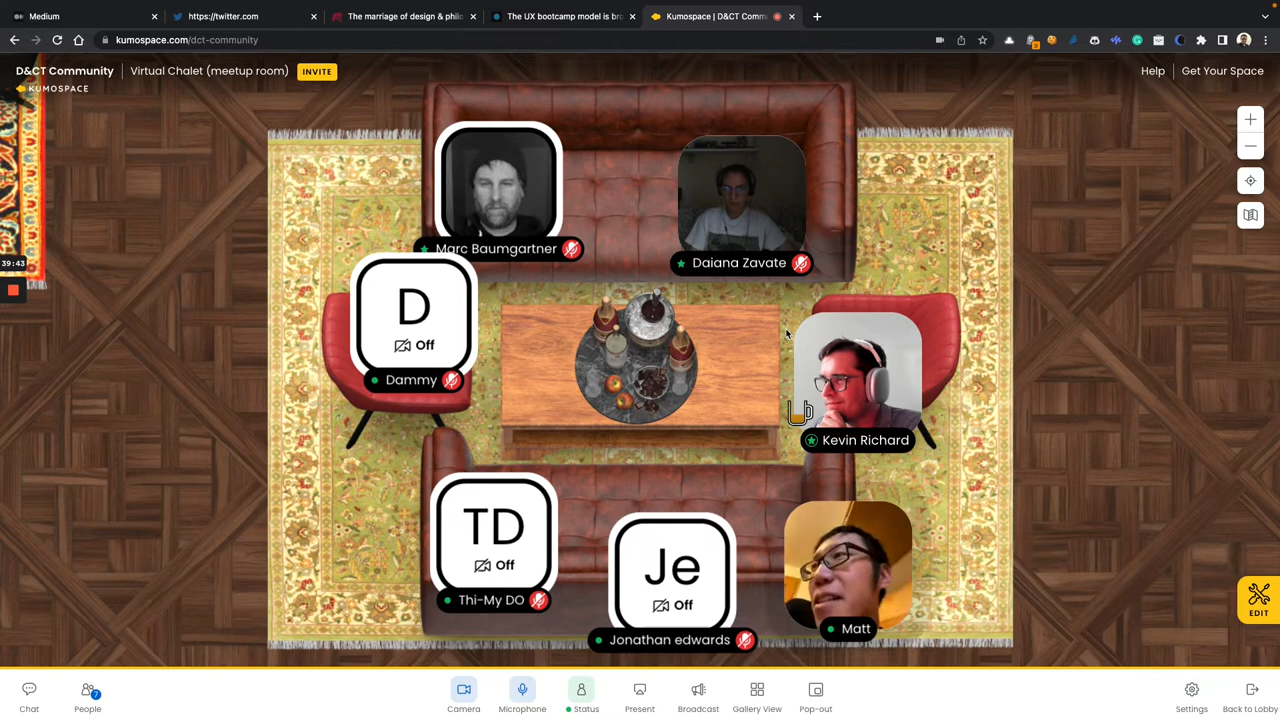 Medium
https://twitter.com
The marriage of design & philo
The UX bootcamp model is bro
Kumospace | D&CT Comm
kumospace.com/dct-community
D&CT Community
Virtual Chalet (meetup room)
INVITE
KUMOSPACE
Help
Get Your Space
Marc Baumgartner
Daiana Zavate
39:43
D
Off
Dammy
Kevin Richard
TD
Off
Thi-My DO
Je
Off
Jonathan edwards
Matt
EDIT
7
Chat
People
Camera
Microphone
Status
Present
Broadcast
Gallery View
Pop-out
Settings
Back to Lobby